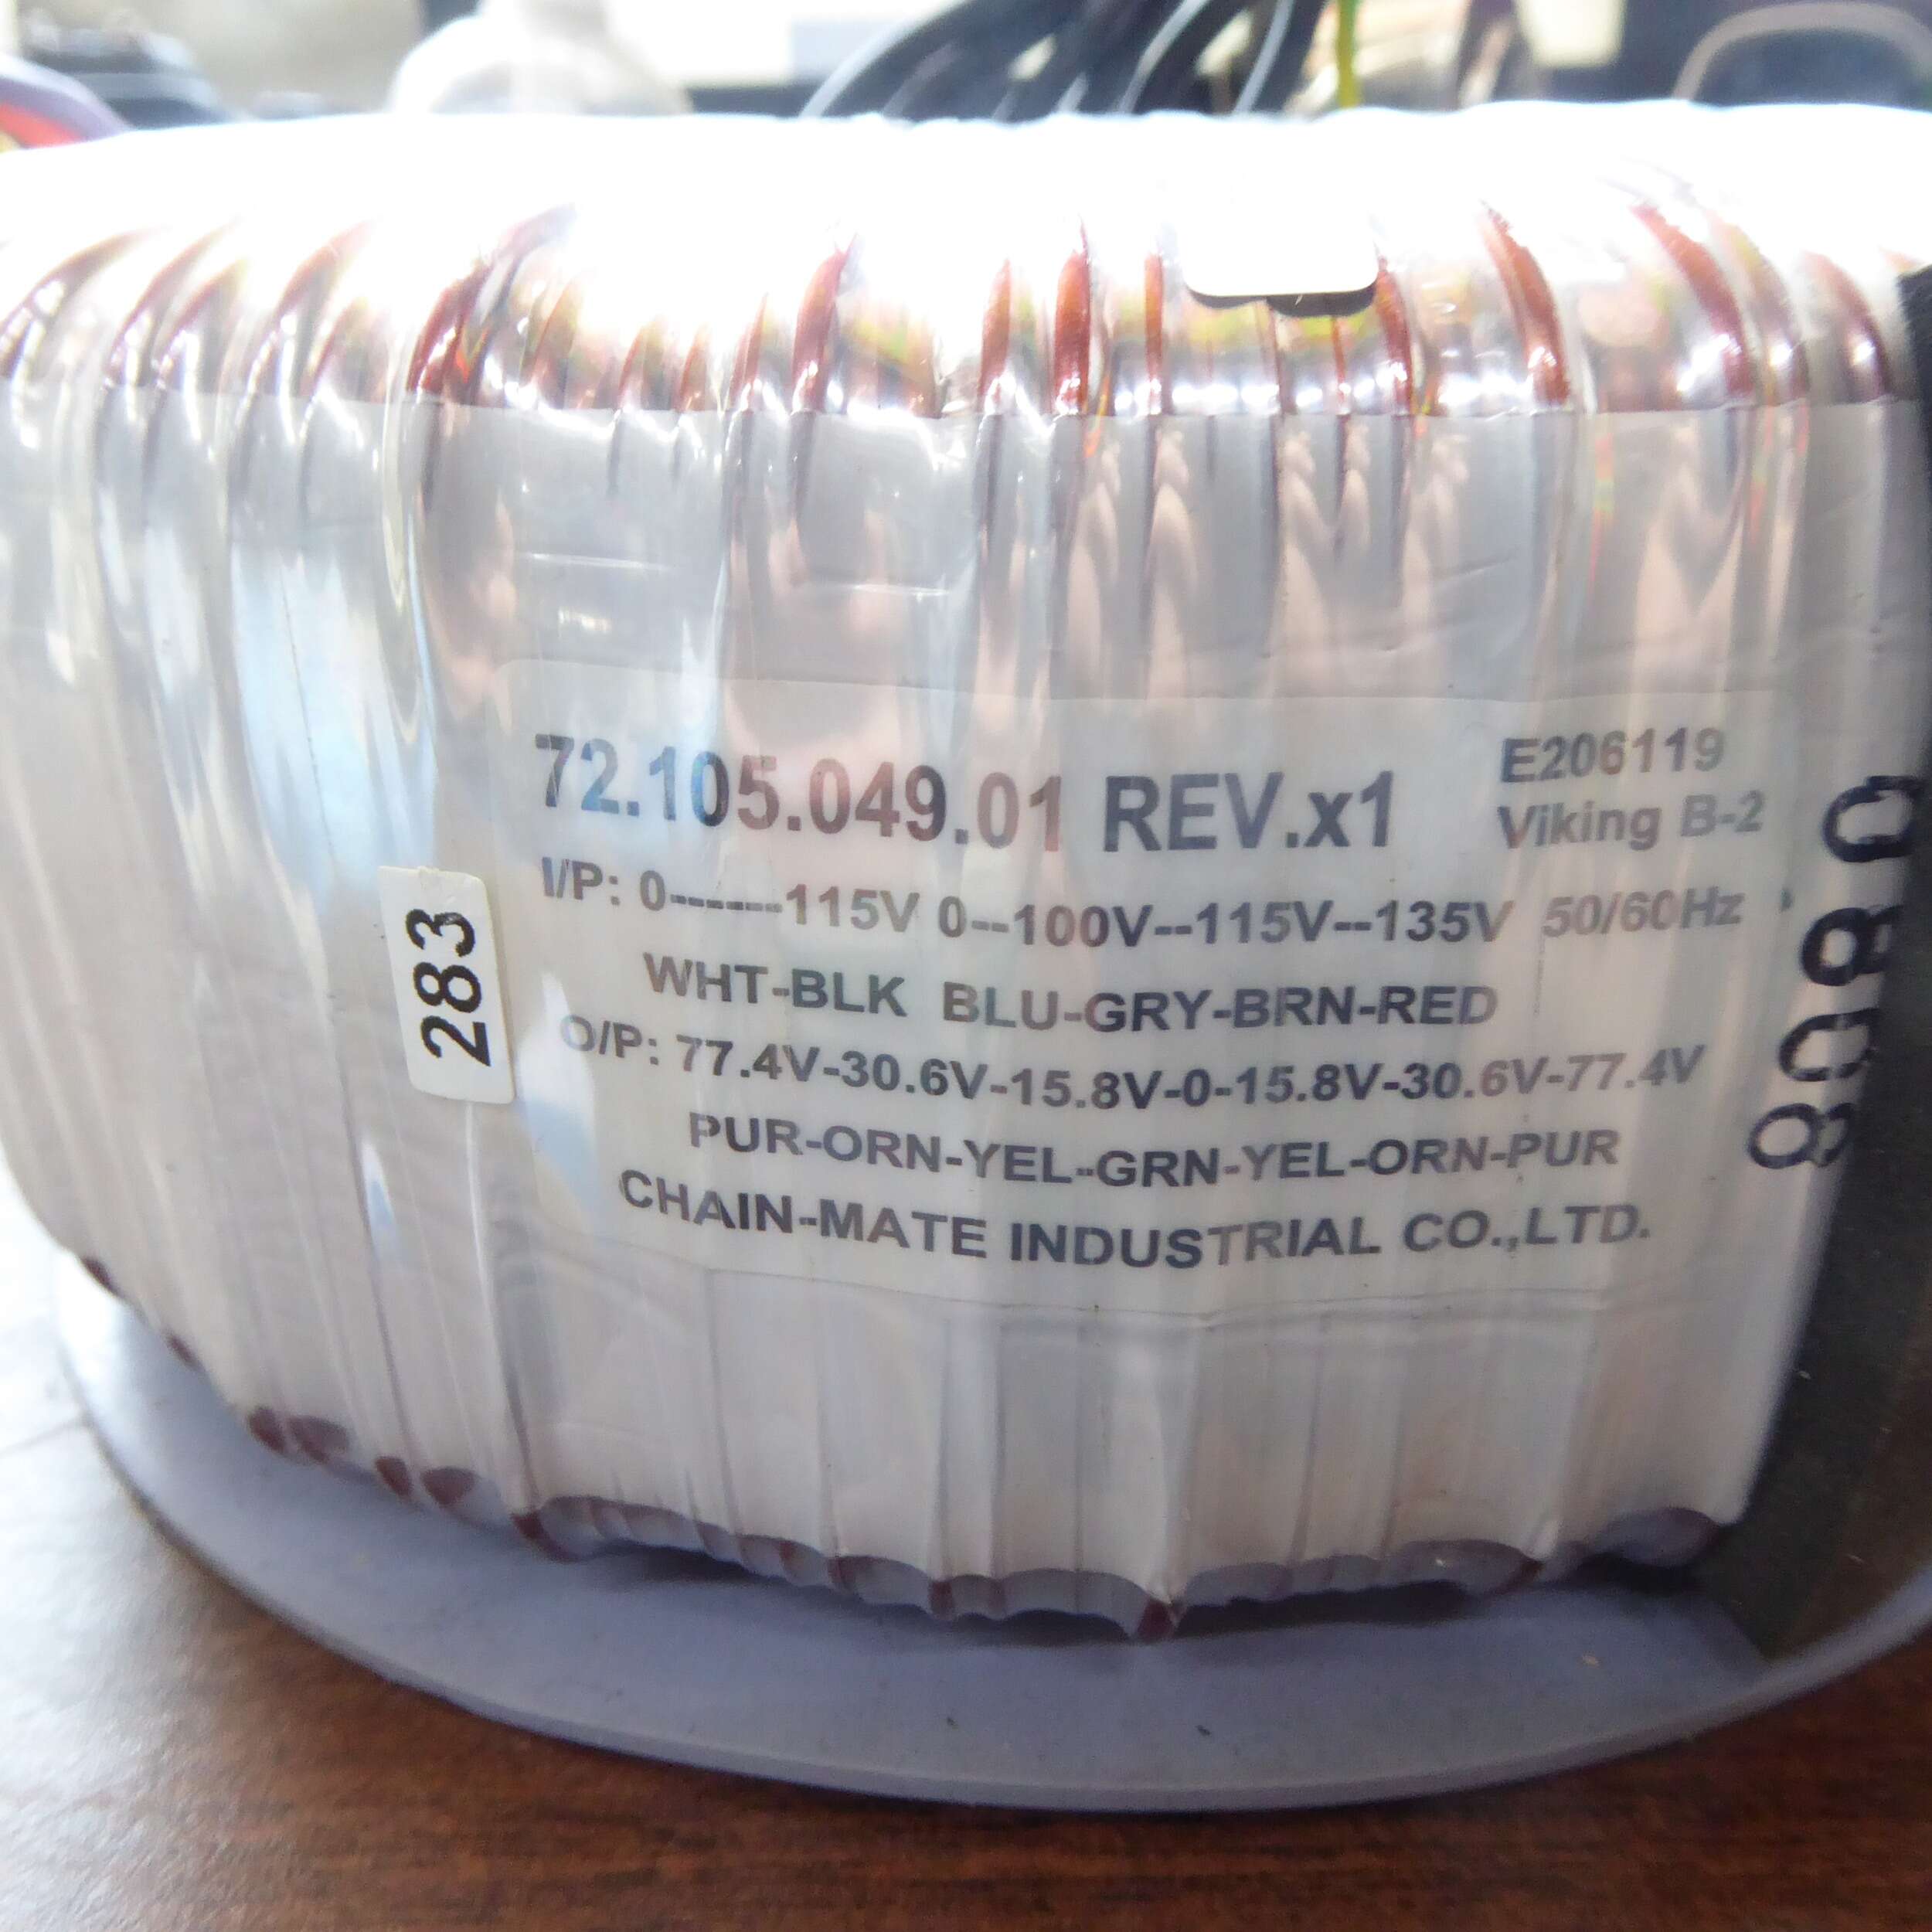 72.105.049.01 REV.x1
E206119
Viking B-2
I/P: 0------115V 0--100V--115V--135V 50/60Hz
WHT-BLK BLU-GRY-BRN-RED
O/P: 77.4V-30.6V-15.8V-0-15.8V-30.6V-77.4V
PUR-ORN-YEL-GRN-YEL-ORN-PUR
CHAIN-MATE INDUSTRIAL CO.,LTD.
283